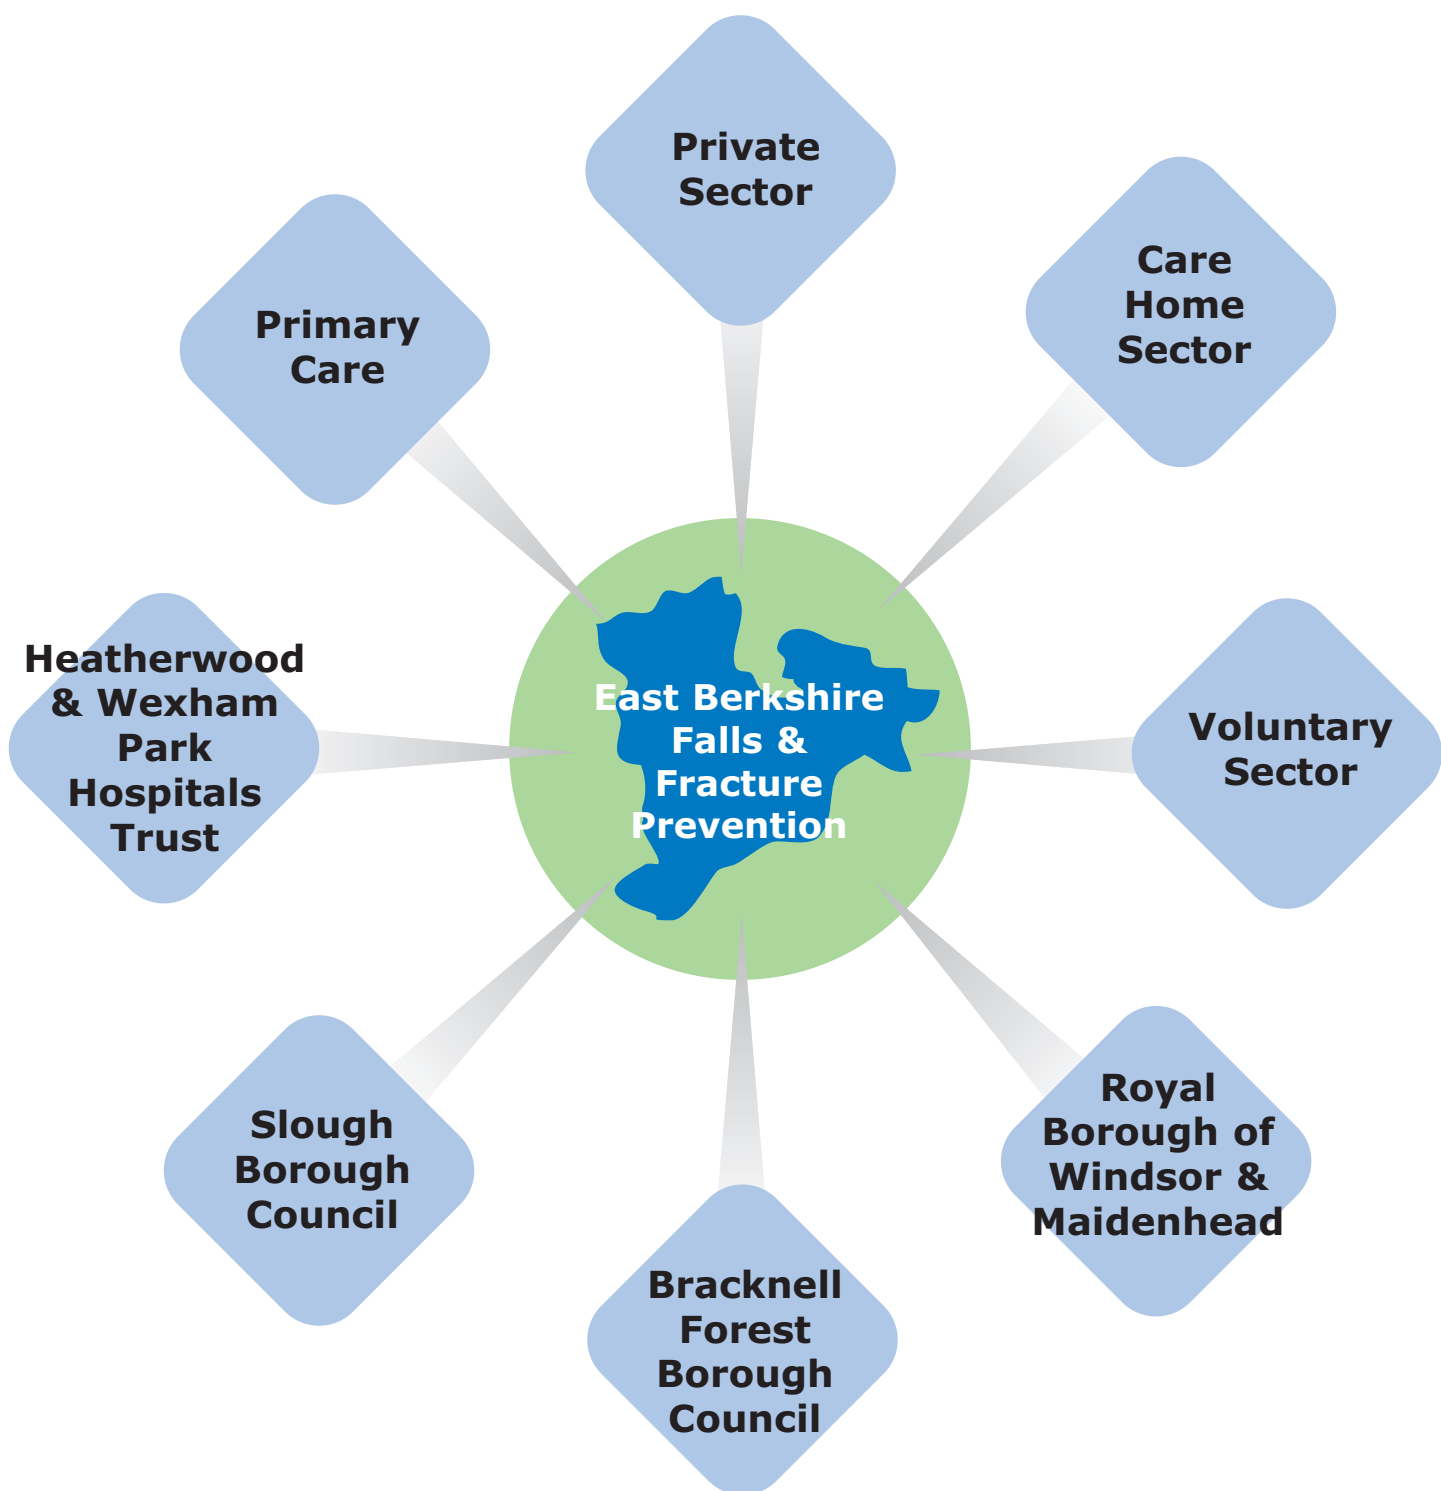 Private
Sector
Care
Home
Sector
Primary
Care
Heatherwood
& Wexham
Park
Hospitals
Trust
East Berkshire
Falls &
Fracture
Prevention
Voluntary
Sector
Slough
Borough
Council
Royal
Borough of
Windsor &
Maidenhead
Bracknell
Forest
Borough
Council